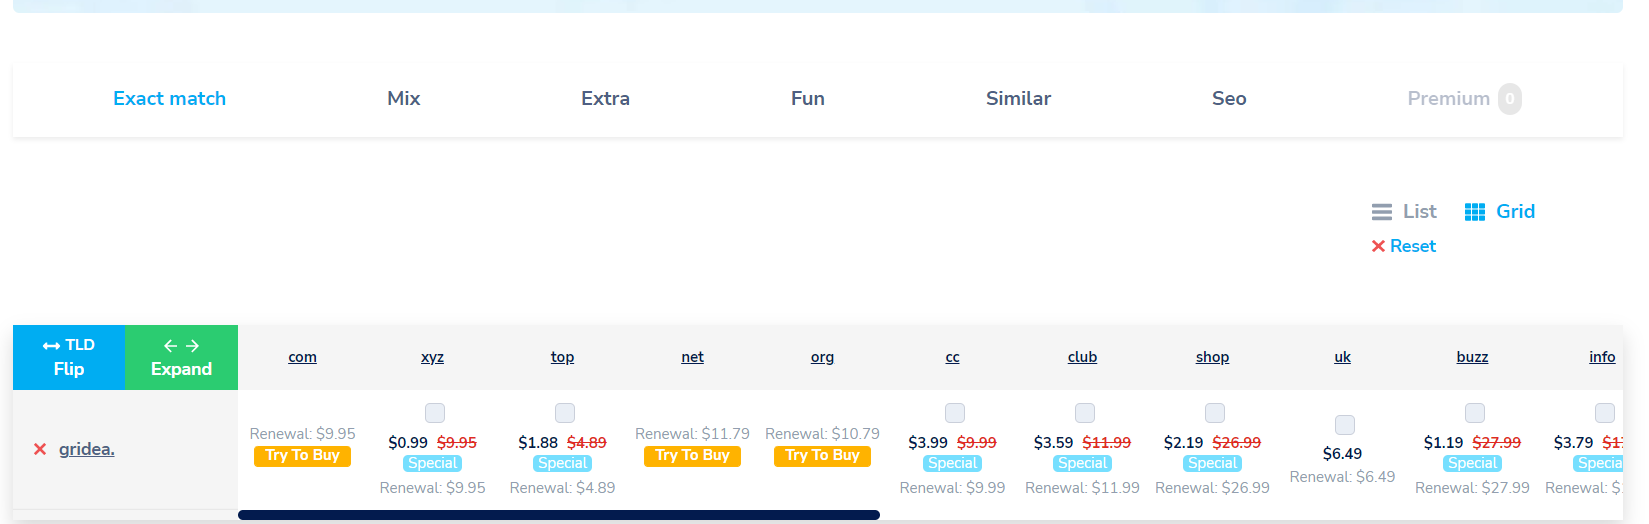 Exact match Mix Extra Fun Similar Seo Premium 0
List Grid
Reset
TLD Flip Expand com xyz top net org cc club shop uk buzz info
gridea.
Renewal: $9.95
Try To Buy
$0.99 $9.95
Special
Renewal: $9.95
$1.88 $4.89
Special
Renewal: $4.89
Renewal: $11.79
Try To Buy
Renewal: $10.79
Try To Buy
$3.99 $9.99
Special
Renewal: $9.99
$3.59 $11.99
Special
Renewal: $11.99
$2.19 $26.99
Special
Renewal: $26.99
$6.49
Renewal: $6.49
$1.19 $27.99
Special
Renewal: $27.99
$3.79
Renewal: